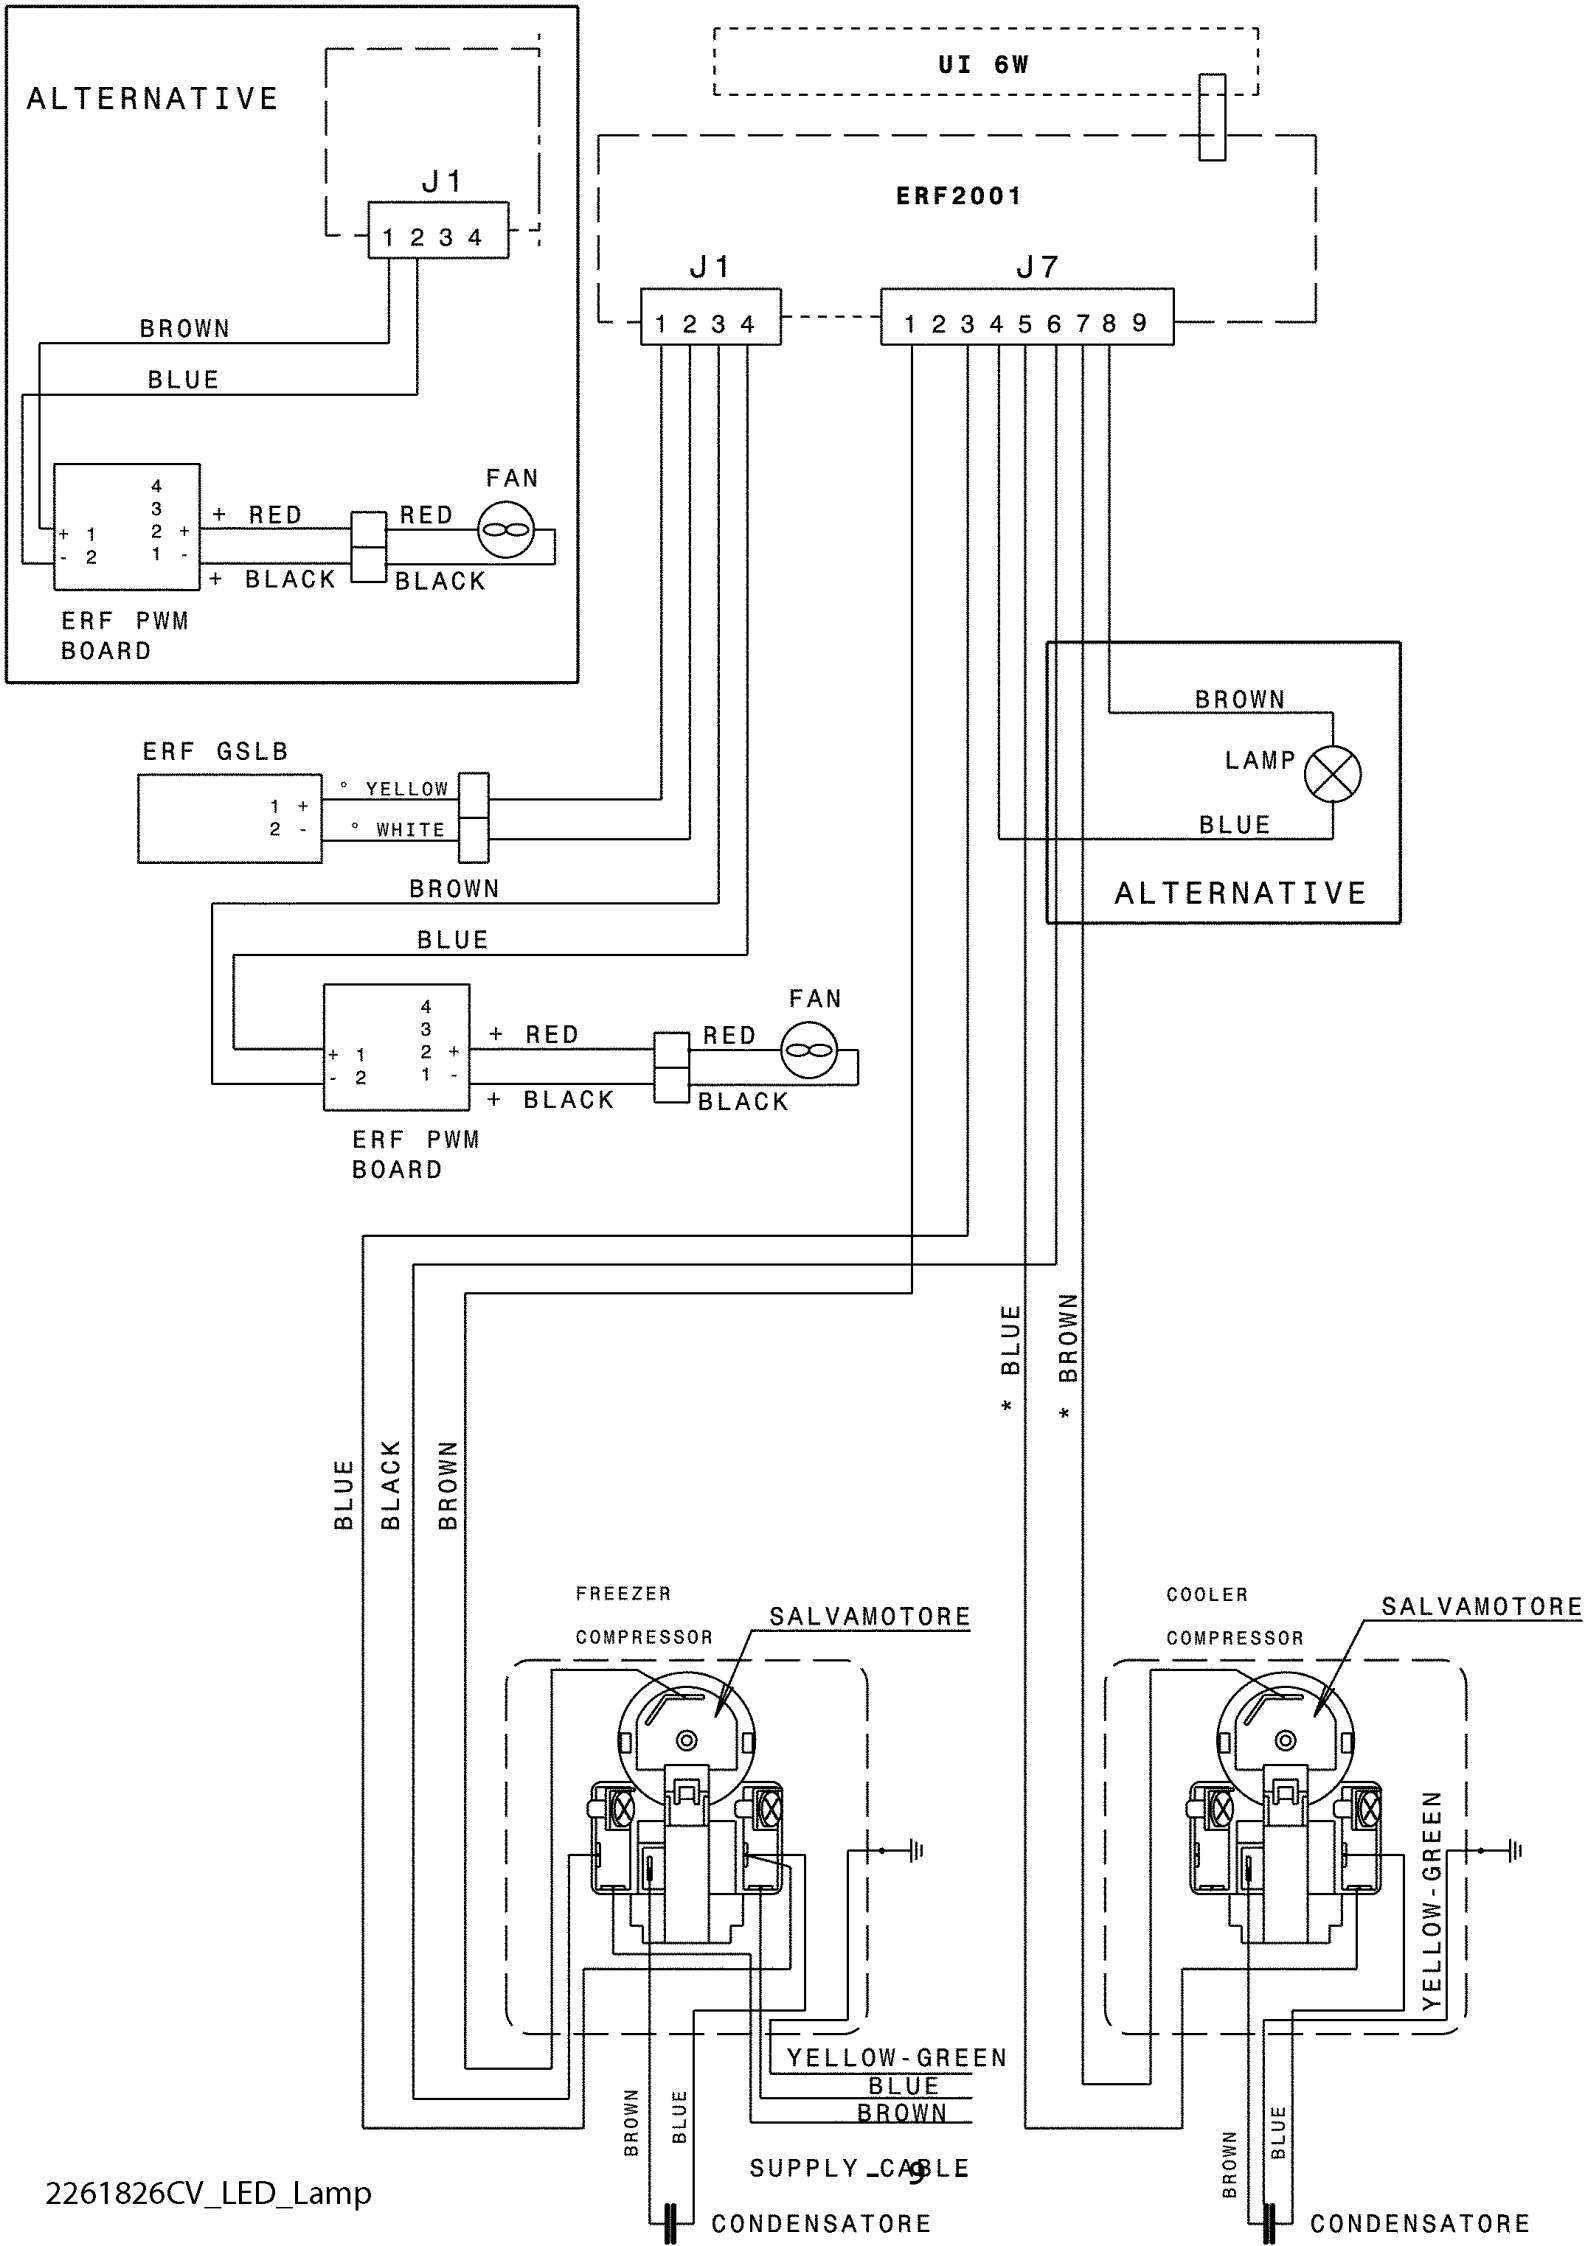 ALTERNATIVE
J1
1 2 3 4
BROWN
BLUE
FAN
4
3
+ 1 2 +
- 2 1 -
+ RED RED
+ BLACK BLACK
ERF PWM
BOARD
UI 6W
ERF2001
J1 J7
1 2 3 4 1 2 3 4 5 6 7 8 9
BROWN
LAMP
BLUE
ALTERNATIVE
ERF GSLB
1 +
2 -
° YELLOW
° WHITE
BROWN
BLUE
FAN
4
3
+ 1 2 +
- 2 1 -
+ RED RED
+ BLACK BLACK
ERF PWM
BOARD
* BLUE
* BROWN
BLUE
BLACK
BROWN
FREEZER
COMPRESSOR
SALVAMOTORE
COOLER
COMPRESSOR
SALVAMOTORE
YELLOW-GREEN
YELLOW-GREEN
BLUE
BROWN
BROWN
BLUE
BROWN
BLUE
SUPPLY CABLE
- 9 -
2261826CV_LED_Lamp
CONDENSATORE
CONDENSATORE